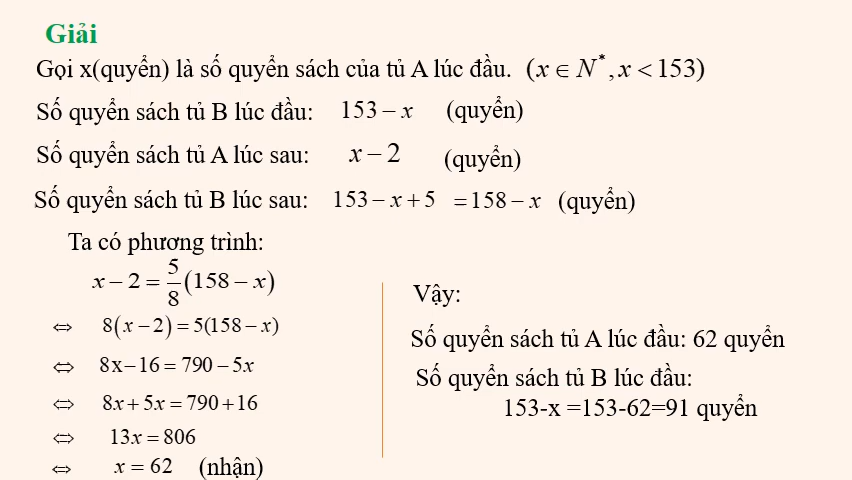 Giải
Gọi x(quyển) là số quyển sách của tủ A lúc đầu. (x ∈ N*, x < 153)
Số quyển sách tủ B lúc đầu: 153 − x (quyển)
Số quyển sách tủ A lúc sau: x − 2 (quyển)
Số quyển sách tủ B lúc sau: 153 − x + 5 = 158 − x (quyển)
Ta có phương trình:
x − 2 = 5/8 (158 − x)
⇔ 8(x − 2) = 5(158 − x)
⇔ 8x − 16 = 790 − 5x
⇔ 8x + 5x = 790 + 16
⇔ 13x = 806
⇔ x = 62 (nhận)
Vậy:
Số quyển sách tủ A lúc đầu: 62 quyển
Số quyển sách tủ B lúc đầu:
153-x =153-62=91 quyển